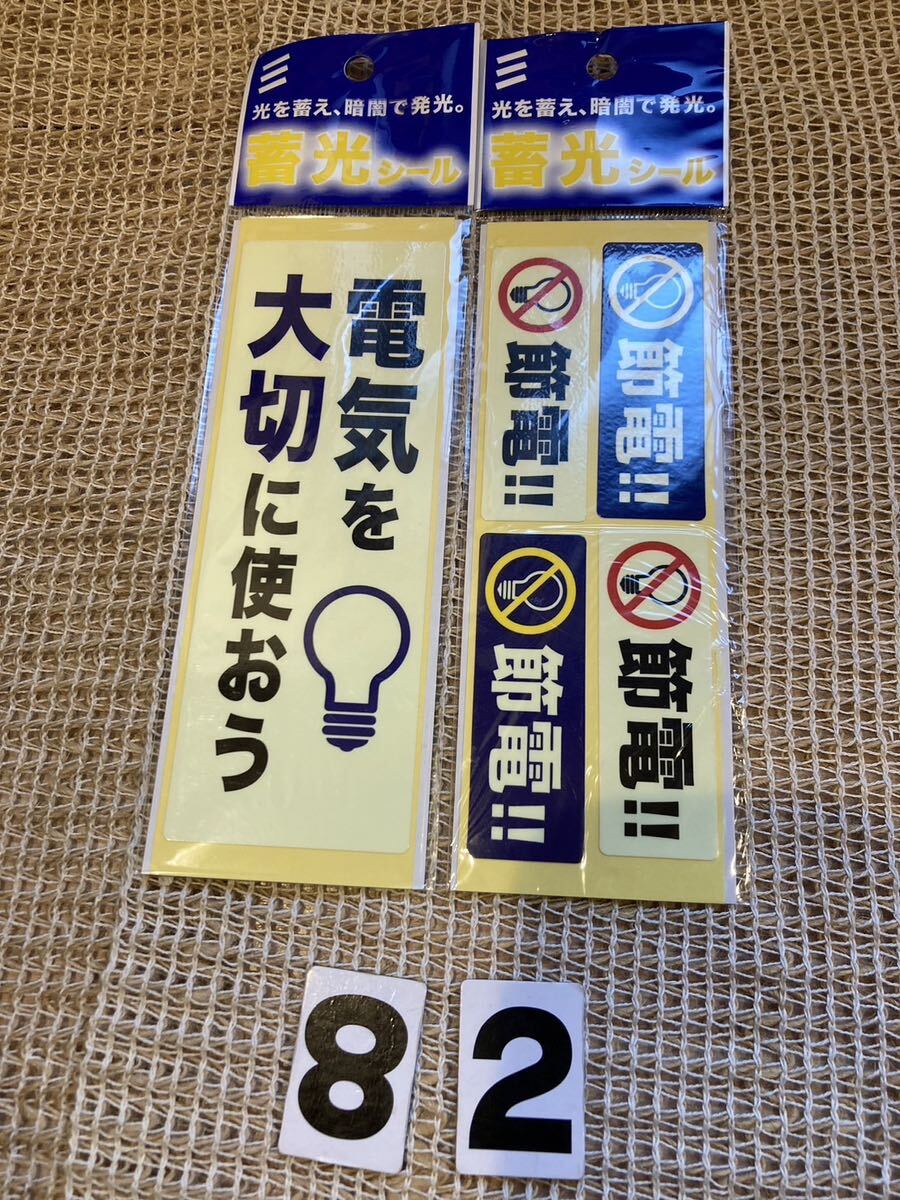 光を蓄え、暗闇で発光。
蓄光シール
電気を
大切に使おう
光を蓄え、暗闇で発光。
蓄光シール
節電!!
節電!!
節電!!
節電!!
8 2